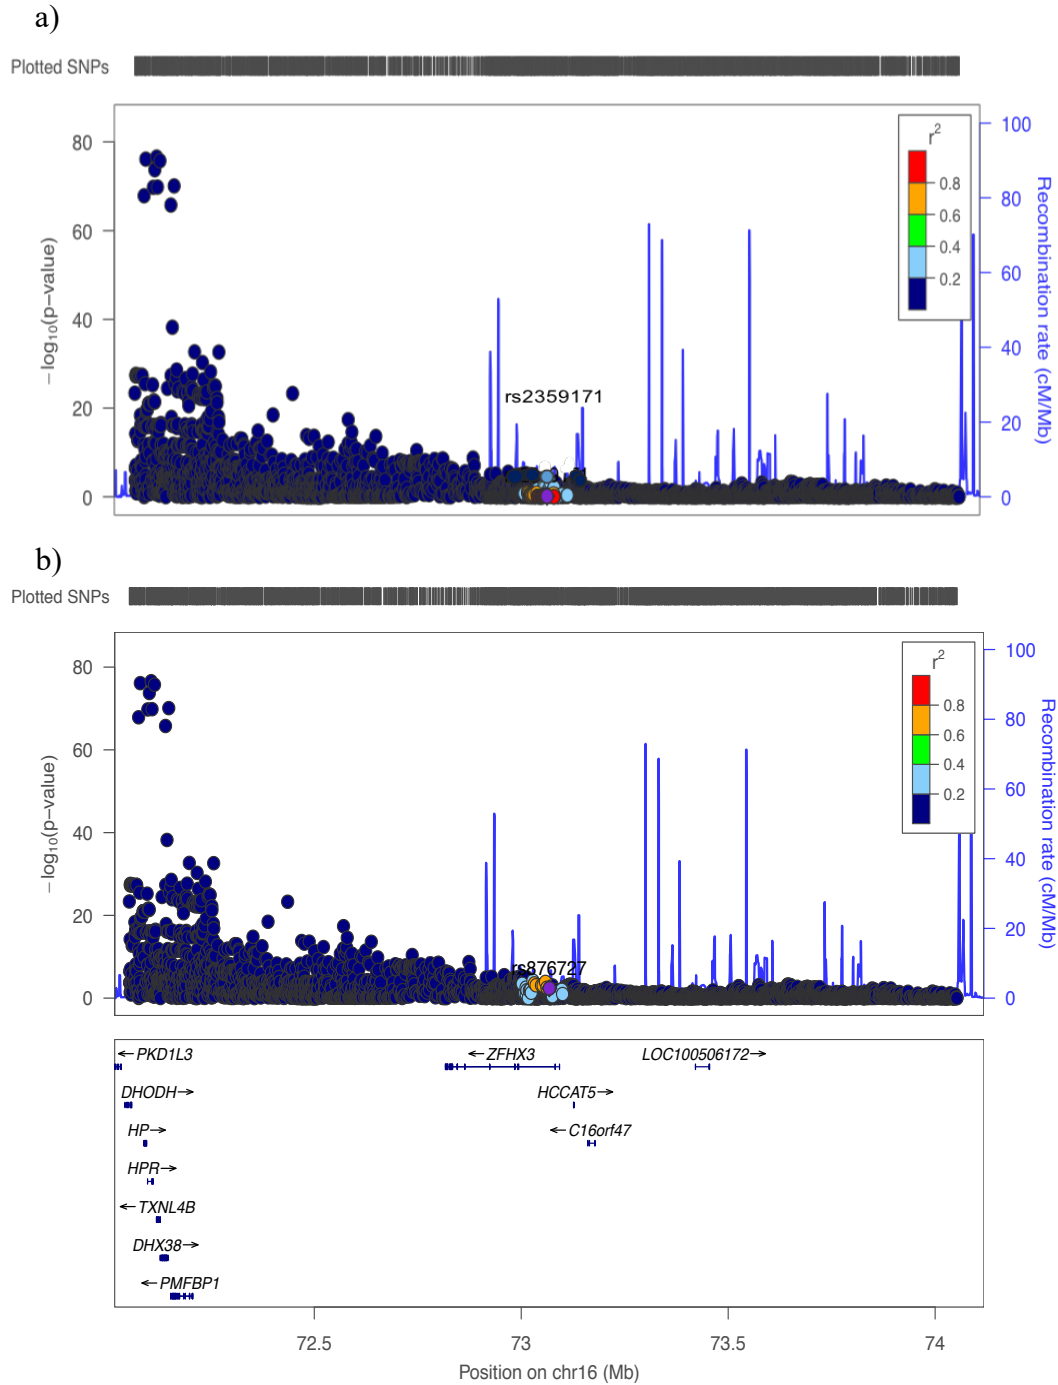 a)
Plotted SNPs
80
60
40
20
0
−log10(p−value)
rs2359171
r2
0.8
0.6
0.4
0.2
100
80
60
40
20
0
Recombination rate (cM/Mb)
b)
Plotted SNPs
80
60
40
20
0
−log10(p−value)
rs876727
r2
0.8
0.6
0.4
0.2
100
80
60
40
20
0
Recombination rate (cM/Mb)
←PKD1L3
←ZFHX3
LOC100506172→
DHODH→
HCCAT5→
HP→
←C16orf47
HPR→
←TXNL4B
DHX38→
←PMFBP1
72.5 73 73.5 74
Position on chr16 (Mb)